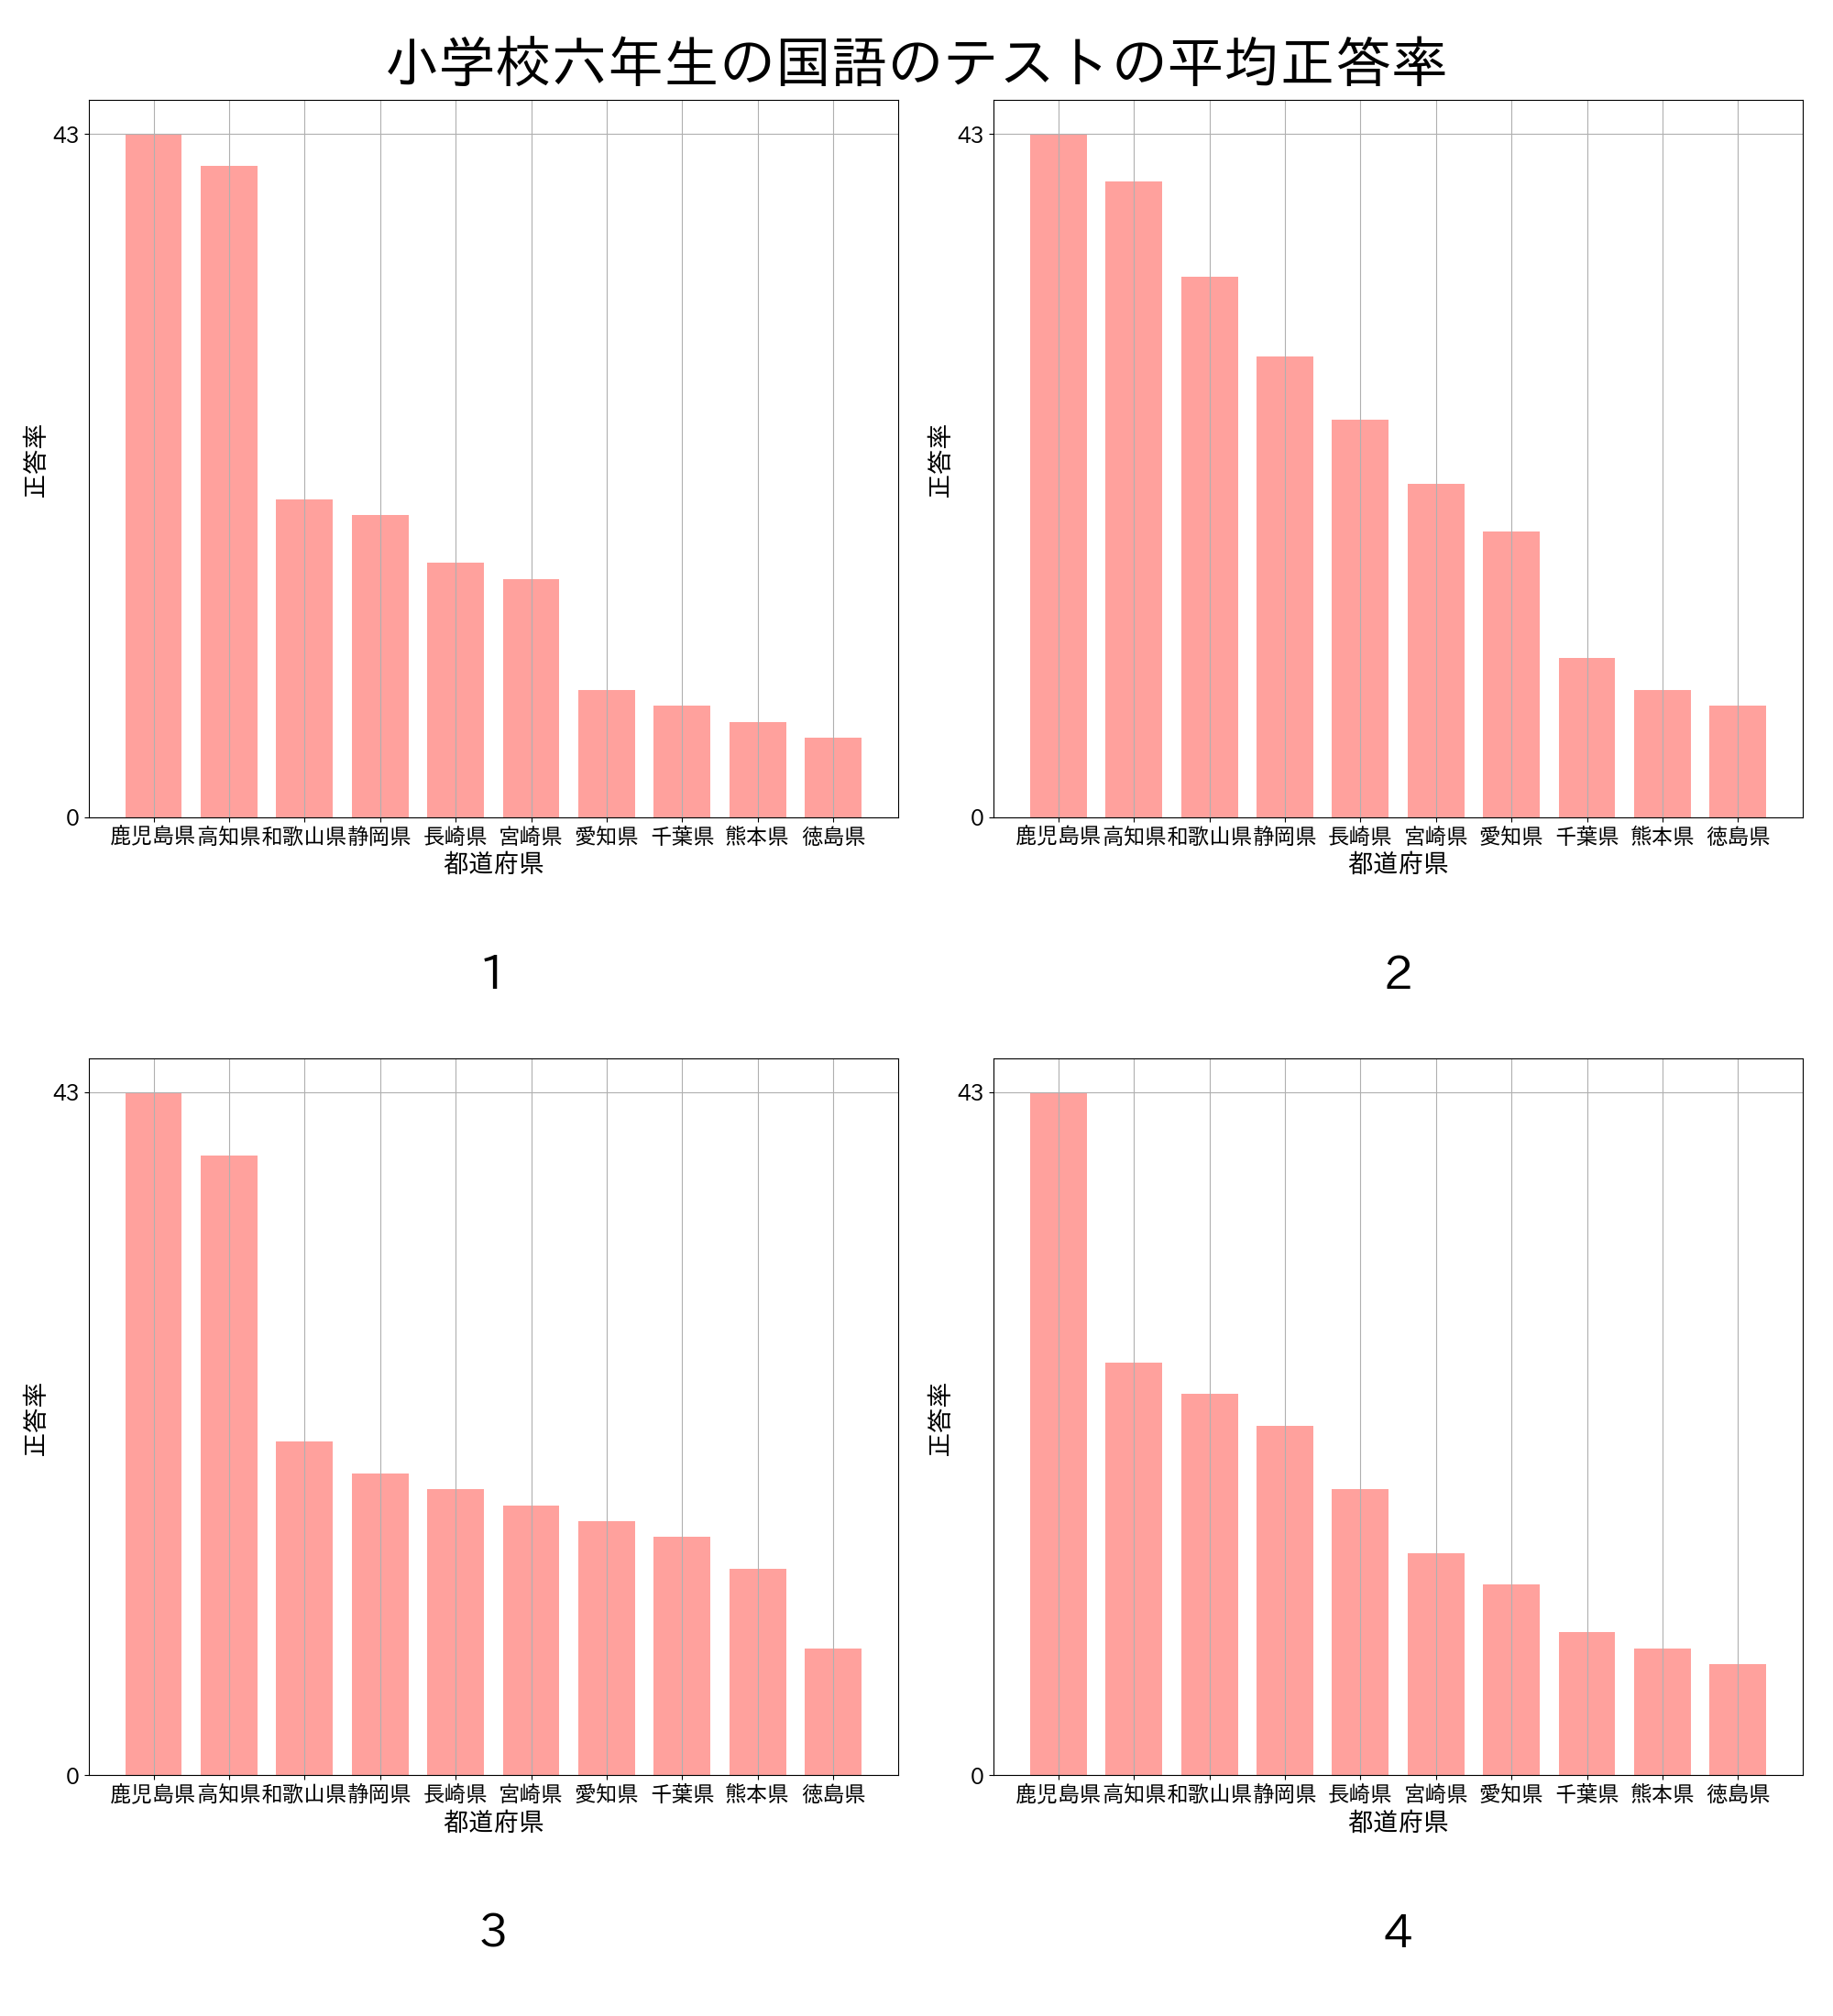 小学校六年生の国語のテストの平均正答率
43
正答率
0
鹿児島県 高知県 和歌山県 静岡県 長崎県 宮崎県 愛知県 千葉県 熊本県 徳島県
都道府県
1
43
正答率
0
鹿児島県 高知県 和歌山県 静岡県 長崎県 宮崎県 愛知県 千葉県 熊本県 徳島県
都道府県
2
43
正答率
0
鹿児島県 高知県 和歌山県 静岡県 長崎県 宮崎県 愛知県 千葉県 熊本県 徳島県
都道府県
3
43
正答率
0
鹿児島県 高知県 和歌山県 静岡県 長崎県 宮崎県 愛知県 千葉県 熊本県 徳島県
都道府県
4